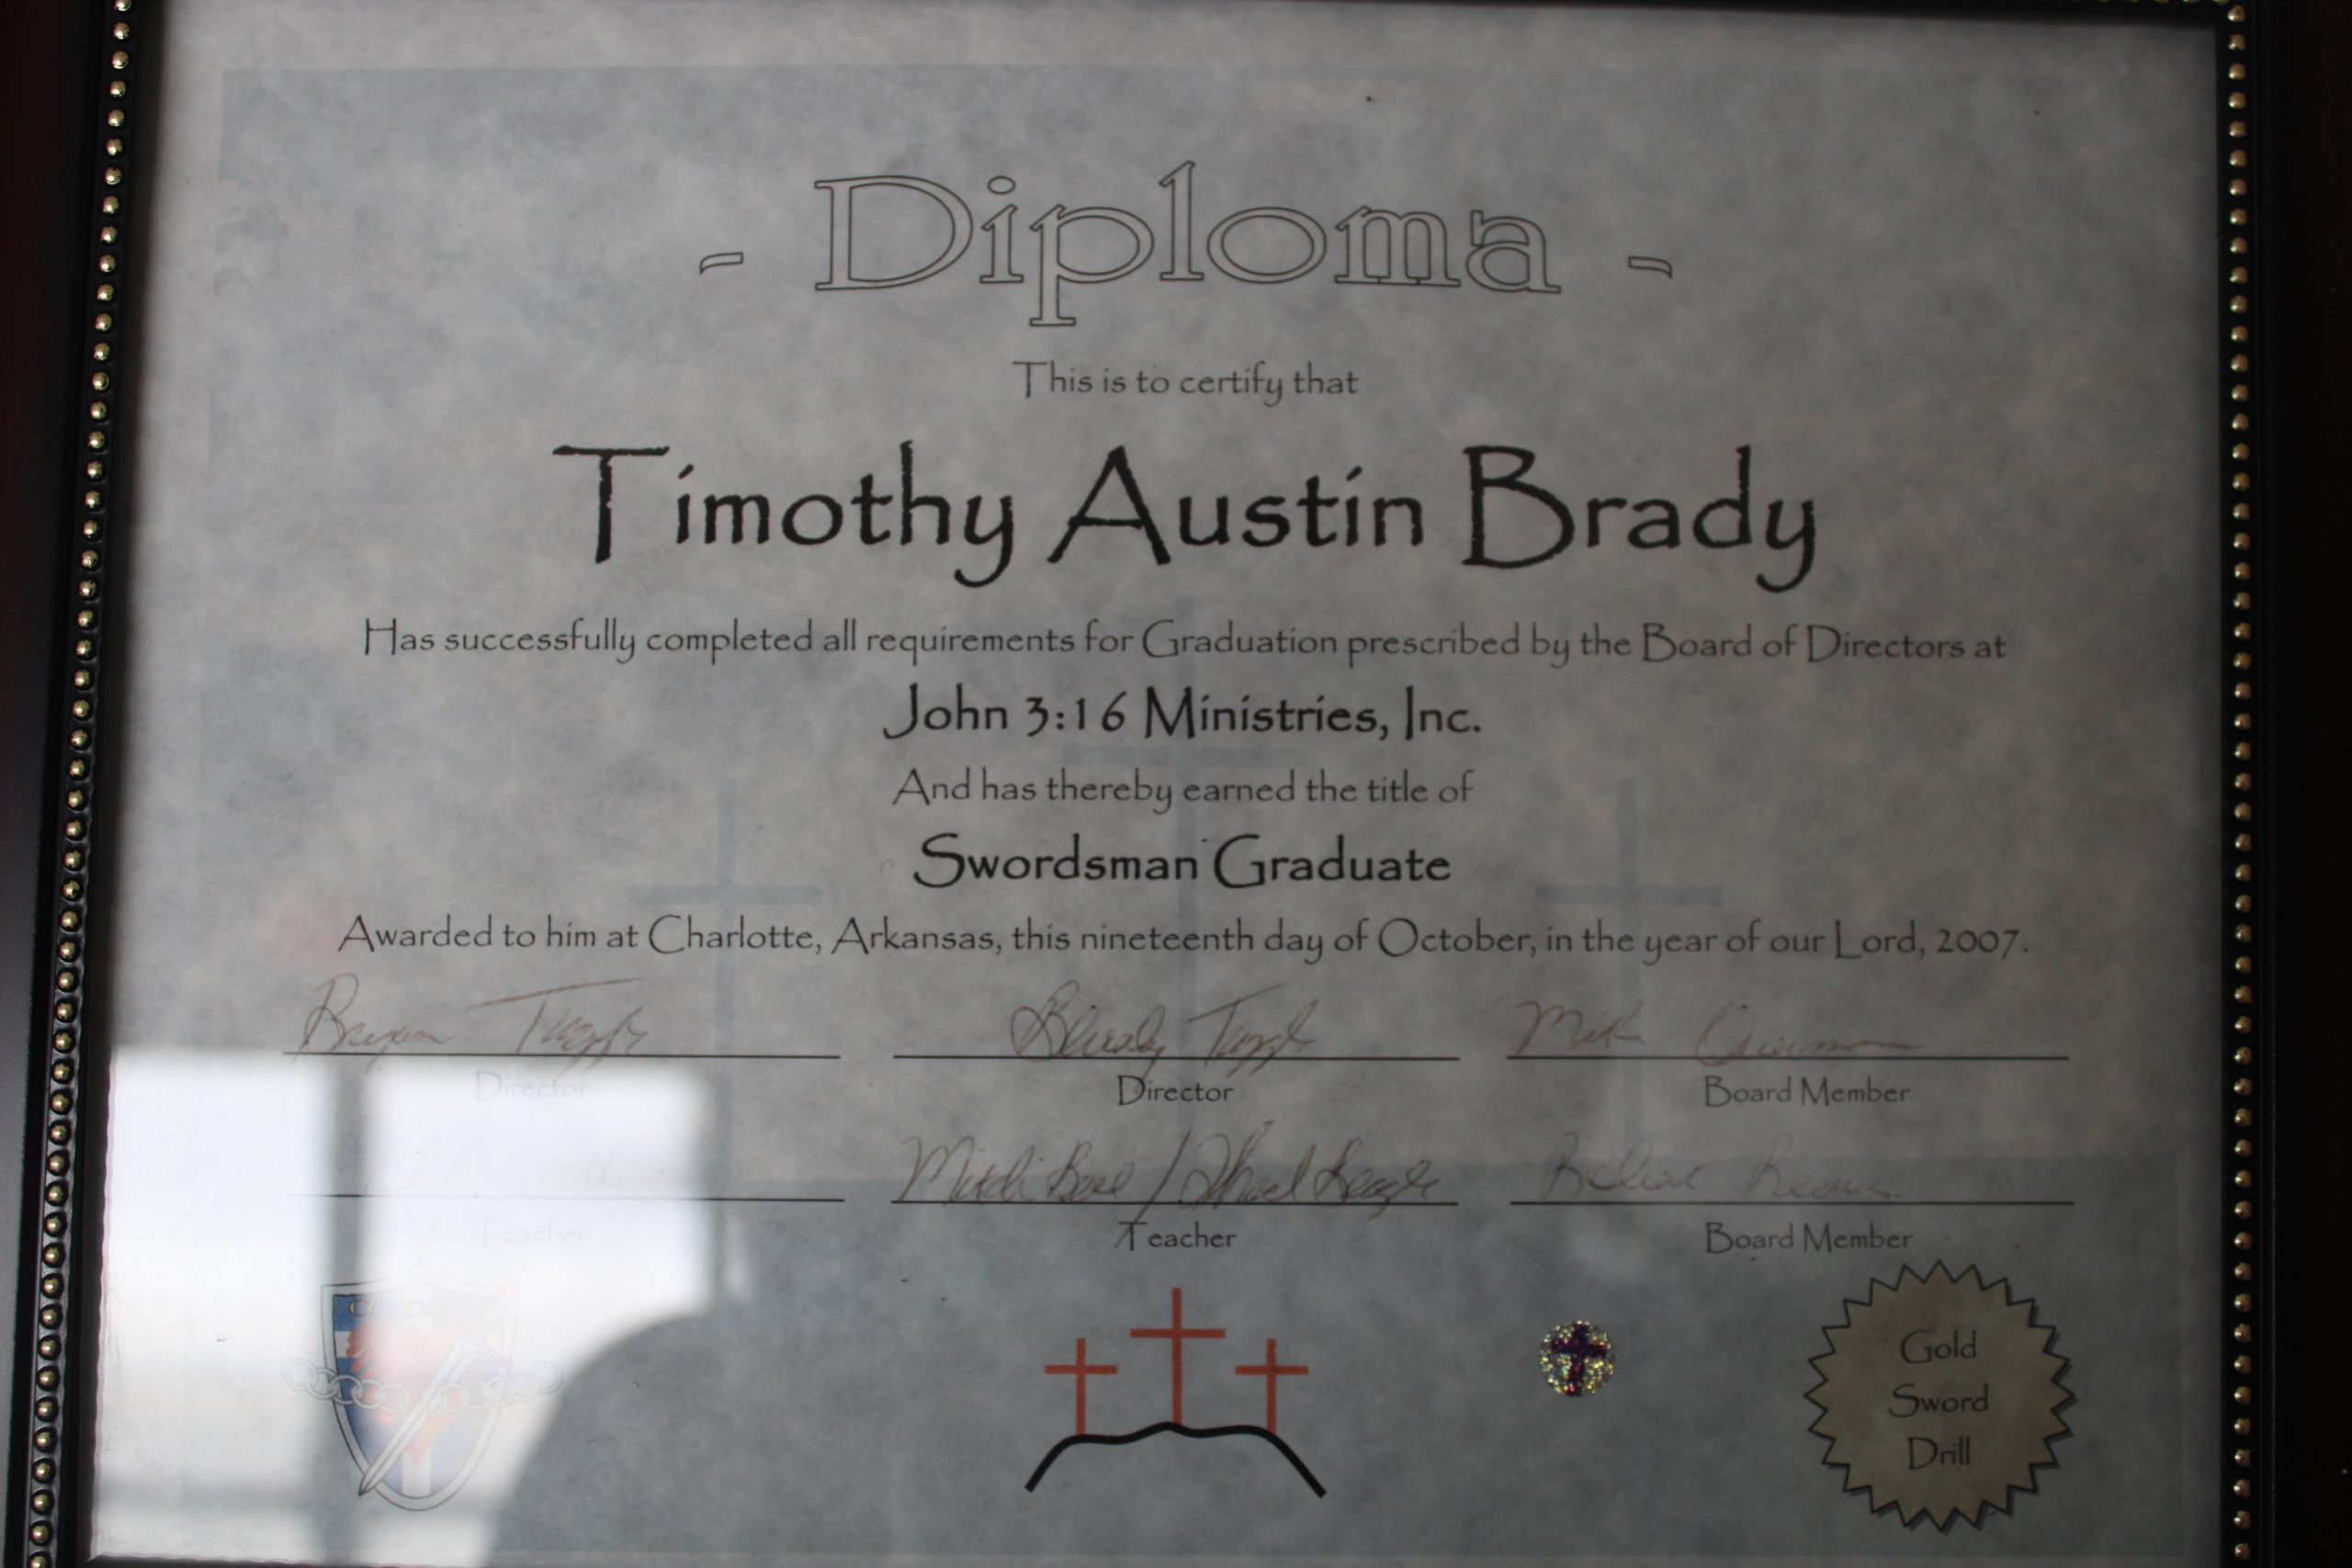 - Diploma -
This is to certify that
Timothy Austin Brady
Has successfully completed all requirements for Graduation prescribed by the Board of Directors at
John 3:16 Ministries, Inc.
And has thereby earned the title of
Swordsman Graduate
Awarded to him at Charlotte, Arkansas, this nineteenth day of October, in the year of our Lord, 2007.
Bryan Tuggle
Director
Director
Board Member
Teacher
Teacher
Board Member
Gold
Sword
Drill